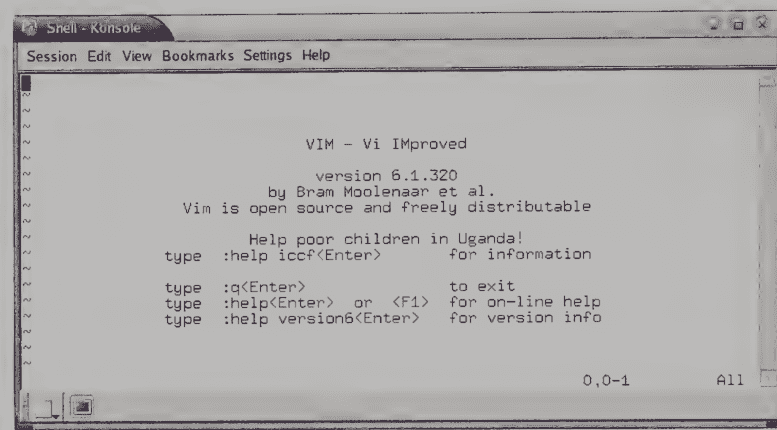 Shell - Konsole
Session Edit View Bookmarks Settings Help
~
~
~
~
~ VIM - Vi IMproved
~
~ version 6.1.320
~ by Bram Moolenaar et al.
~ Vim is open source and freely distributable
~
~ Help poor children in Uganda!
~ type :help iccf<Enter> for information
~
~ type :q<Enter> to exit
~ type :help<Enter> or <F1> for on-line help
~ type :help version6<Enter> for version info
~
~
~
0,0-1 All